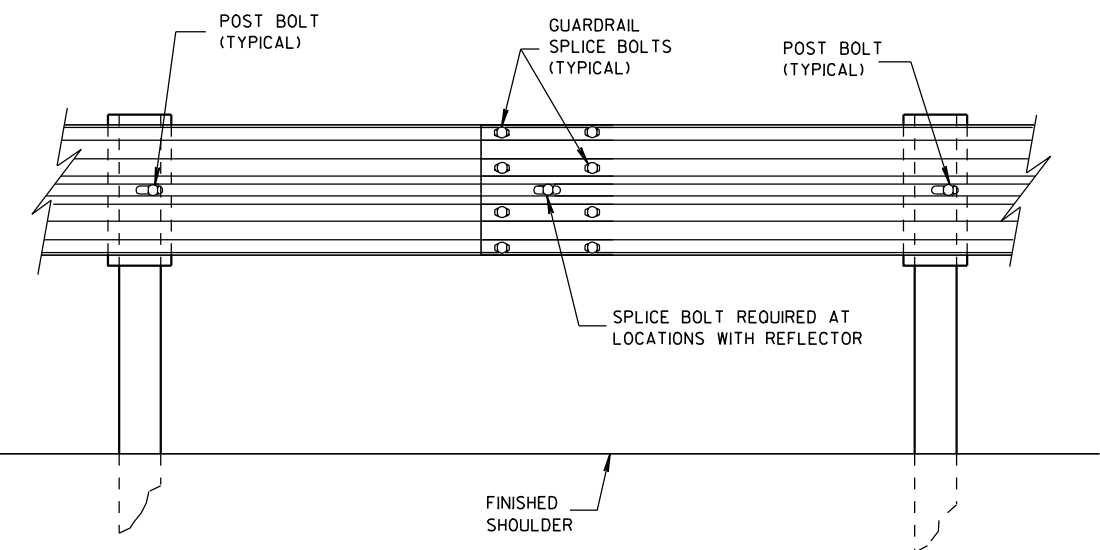 POST BOLT
(TYPICAL)
GUARDRAIL
SPLICE BOLTS
(TYPICAL)
POST BOLT
(TYPICAL)
SPLICE BOLT REQUIRED AT
LOCATIONS WITH REFLECTOR
FINISHED
SHOULDER